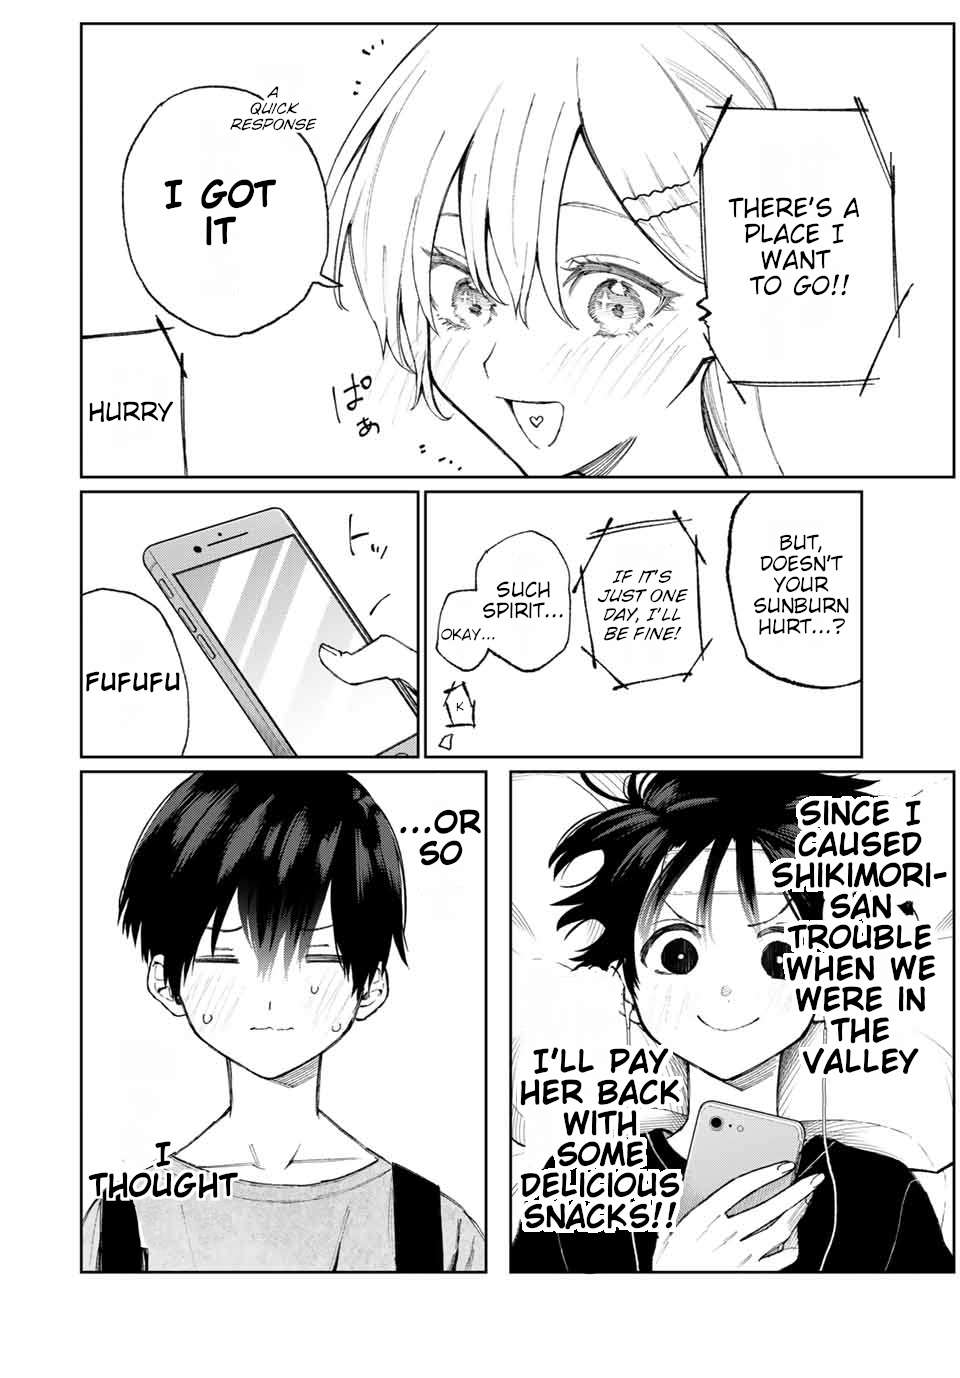 THERE'S A
PLACE I
WANT
TO GO!!
A
QUICK
RESPONSE
I GOT
IT
ぱぁ
HURRY
BUT,
DOESN'T
YOUR
SUNBURN
HURT...?
IF IT'S
JUST ONE
DAY, I'LL
BE FINE!
SUCH
SPIRIT...
OKAY...
K
トッ
FUFUFU
SINCE I
CAUSED
SHIKIMORI-
SAN
TROUBLE
WHEN WE
WERE IN
THE
VALLEY
I'LL PAY
HER BACK
WITH
SOME
DELICIOUS
SNACKS!!
...OR
SO
I
THOUGHT